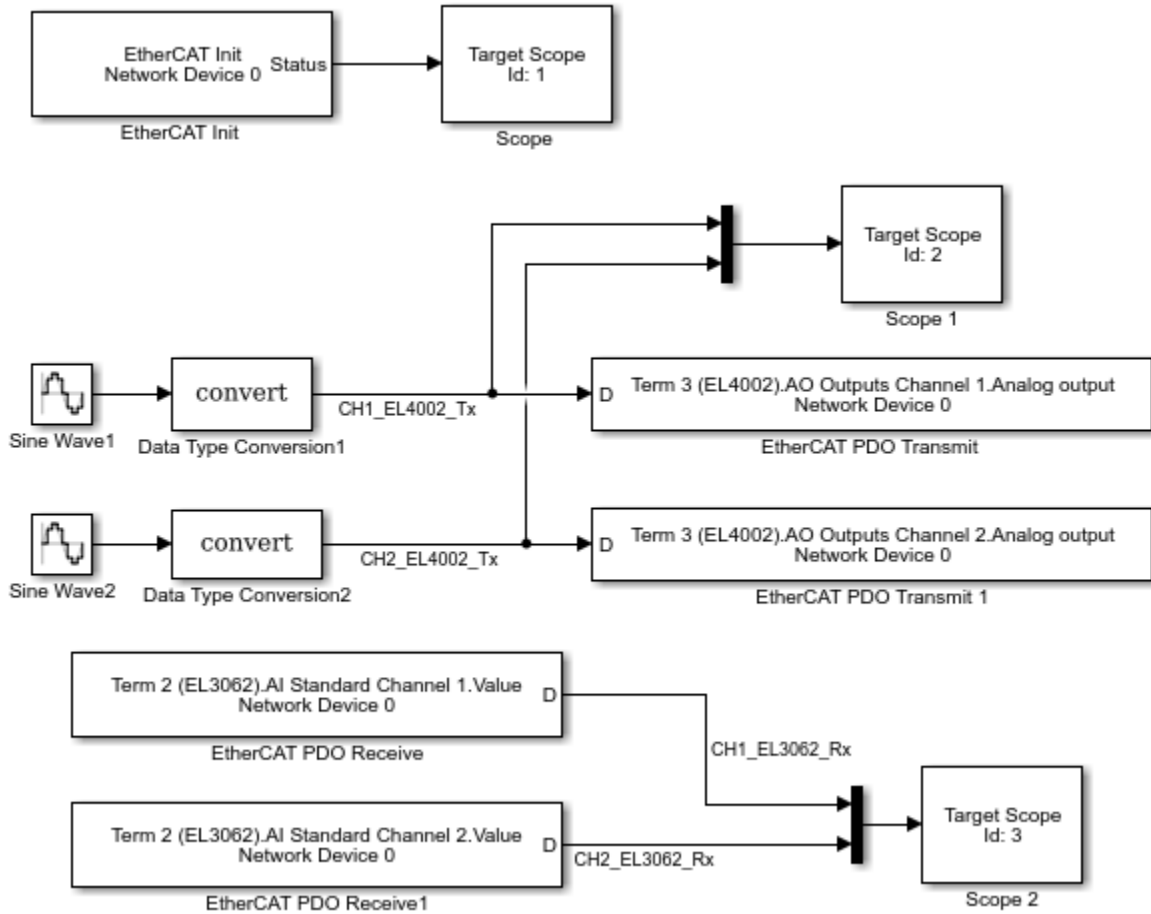 EtherCAT Init
Network Device 0
Status
EtherCAT Init
Target Scope
Id: 1
Scope
Target Scope
Id: 2
Scope 1
Sine Wave1
convert
Data Type Conversion1
CH1_EL4002_Tx
D
Term 3 (EL4002).AO Outputs Channel 1.Analog output
Network Device 0
EtherCAT PDO Transmit
Sine Wave2
convert
Data Type Conversion2
CH2_EL4002_Tx
D
Term 3 (EL4002).AO Outputs Channel 2.Analog output
Network Device 0
EtherCAT PDO Transmit 1
Term 2 (EL3062).AI Standard Channel 1.Value
Network Device 0
D
EtherCAT PDO Receive
CH1_EL3062_Rx
Term 2 (EL3062).AI Standard Channel 2.Value
Network Device 0
D
EtherCAT PDO Receive1
CH2_EL3062_Rx
Target Scope
Id: 3
Scope 2